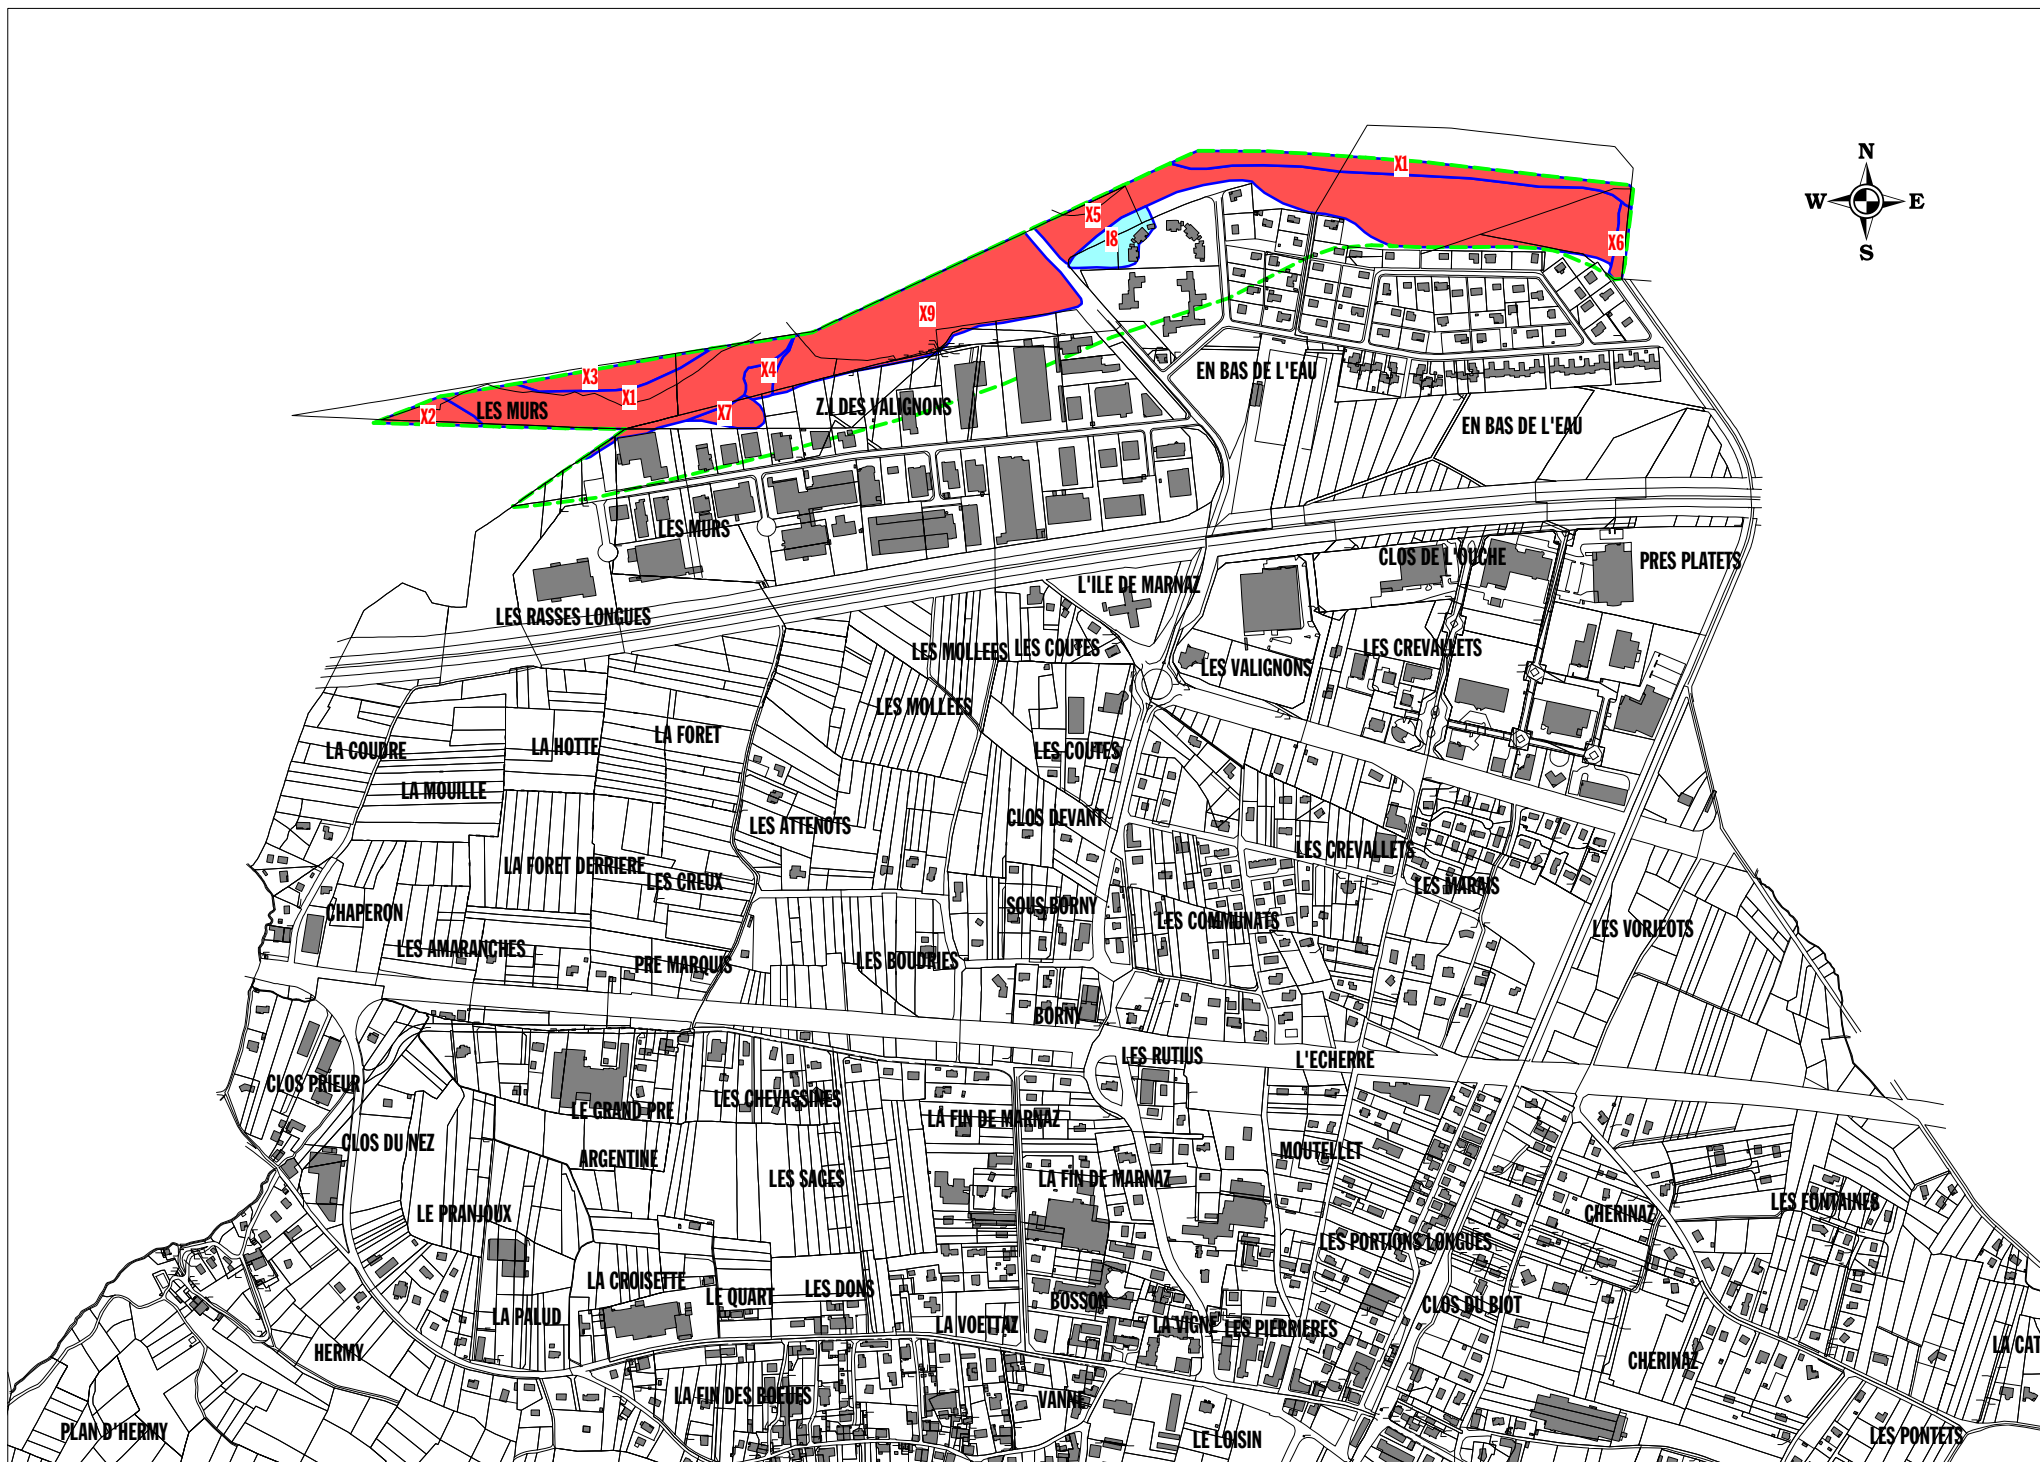 N
W E
S
X1
X5
I8
X6
X9
X3
X4
X1
X2
LES MURS
X7
Z.I DES VALIGNONS
EN BAS DE L'EAU
EN BAS DE L'EAU
LES MURS
CLOS DE L'OUCHE
PRES PLATETS
L'ILE DE MARNAZ
LES RASSES LONGUES
LES MOLLEES
LES COUTES
LES CREVALLETS
LES VALIGNONS
LES MOLLEES
LA FORET
LA HOTTE
LA COUDRE
LES COUTES
LA MOUILLE
CLOS DEVANT
LES ATTENOTS
LES CREVALLETS
LA FORET DERRIERE
LES CREUX
LES MARAIS
SOUS BORNY
CHAPERON
LES COMMUNATS
LES VORJEOTS
LES AMARANCHES
PRE MARQUIS
LES BOUDRIES
BORNY
LES RUTIUS
L'ECHERRE
CLOS PRIEUR
LES CHEVASSINES
LE GRAND PRE
LA FIN DE MARNAZ
CLOS DU NEZ
MOUTELLET
ARGENTINE
LES SAGES
LA FIN DE MARNAZ
LES FONTAINES
LE PRANJOUX
CHERINAZ
LES PORTIONS LONGUES
LA CROISETTE
LES DONS
LE QUART
BOSSON
CLOS DU BIOT
LA PALUD
LA VOETTAZ
LA VIGNE
LES PIERRIERES
LA CAT
HERMY
CHERINAZ
LA FIN DES BOEUFS
VANNE
PLAN D'HERMY
LE LOISIN
LES PONTETS